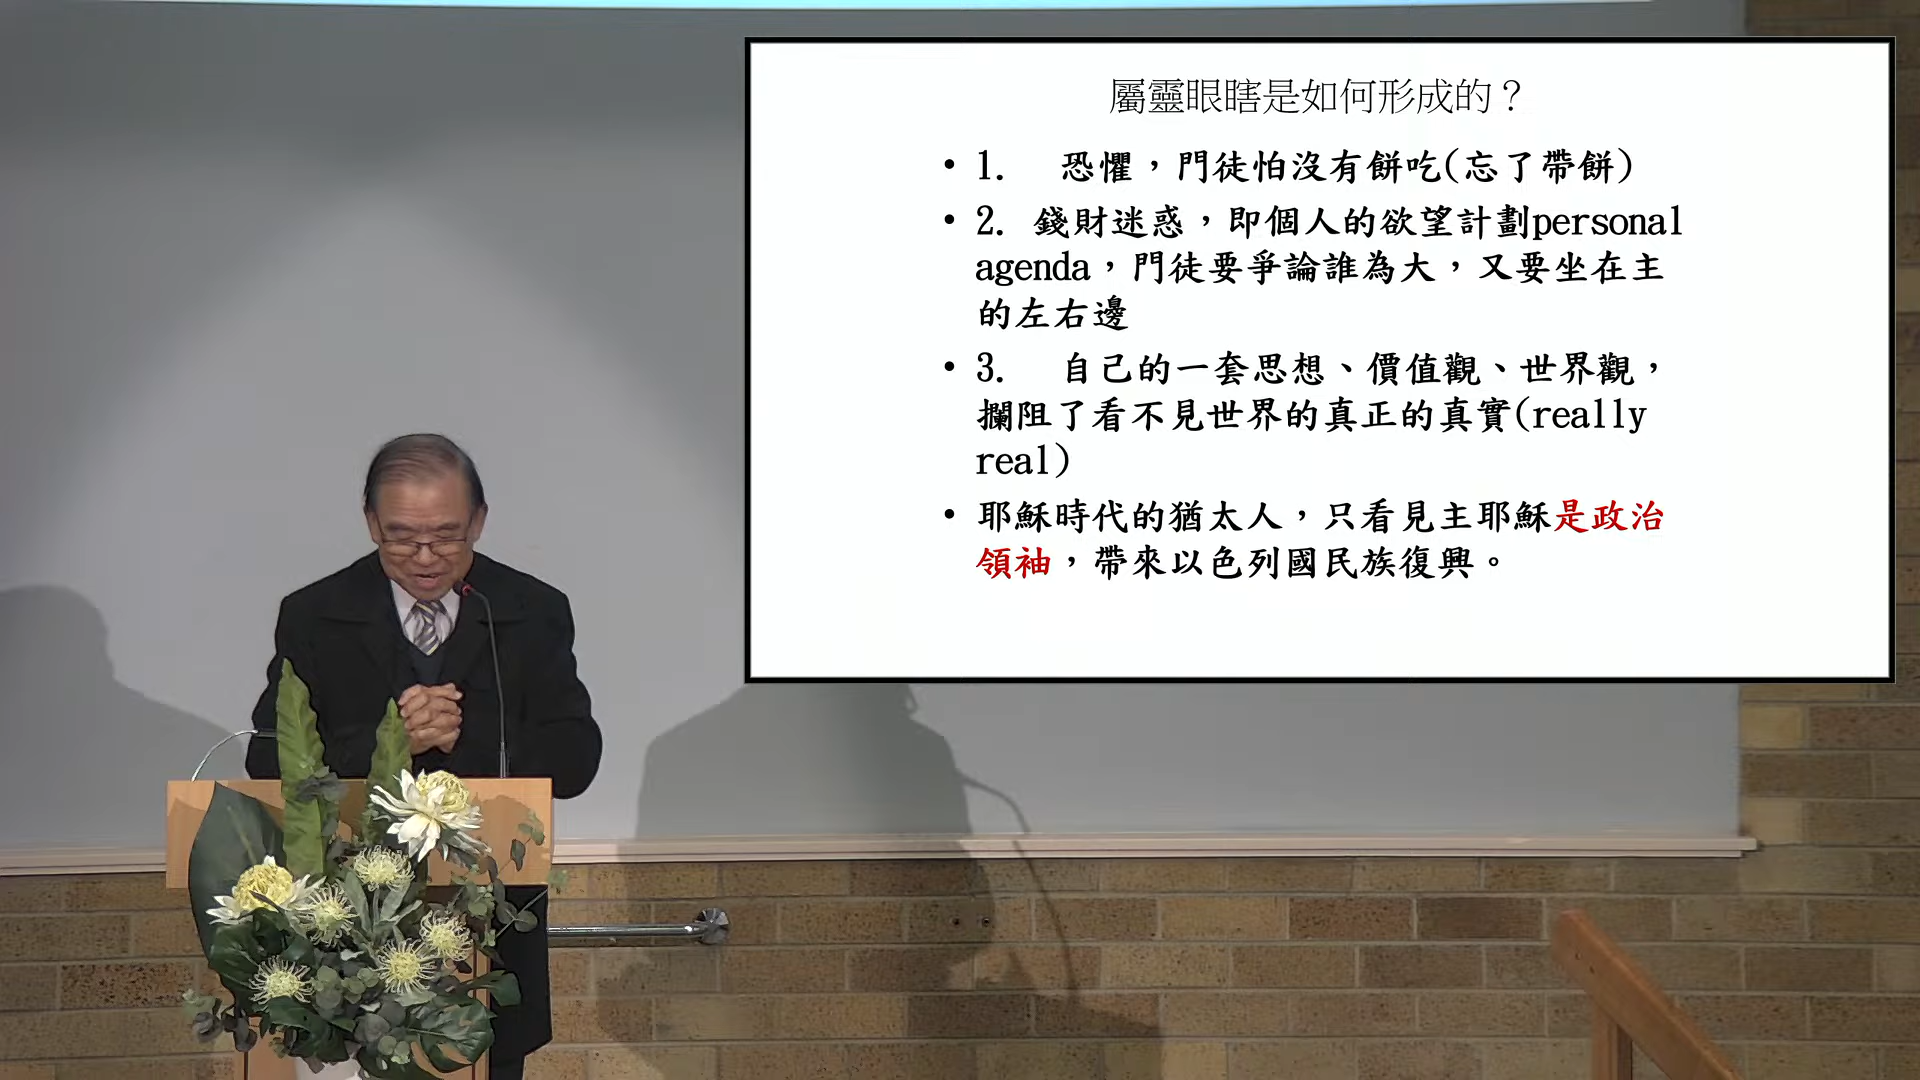 屬靈眼瞎是如何形成的？
• 1. 恐懼，門徒怕沒有餅吃(忘了帶餅)
• 2. 錢財迷惑，即個人的欲望計劃personal
agenda，門徒要爭論誰為大，又要坐在主
的左右邊
• 3. 自己的一套思想、價值觀、世界觀，
攔阻了看不見世界的真正的真實(really
real)
• 耶穌時代的猶太人，只看見主耶穌是政治
領袖，帶來以色列國民族復興。